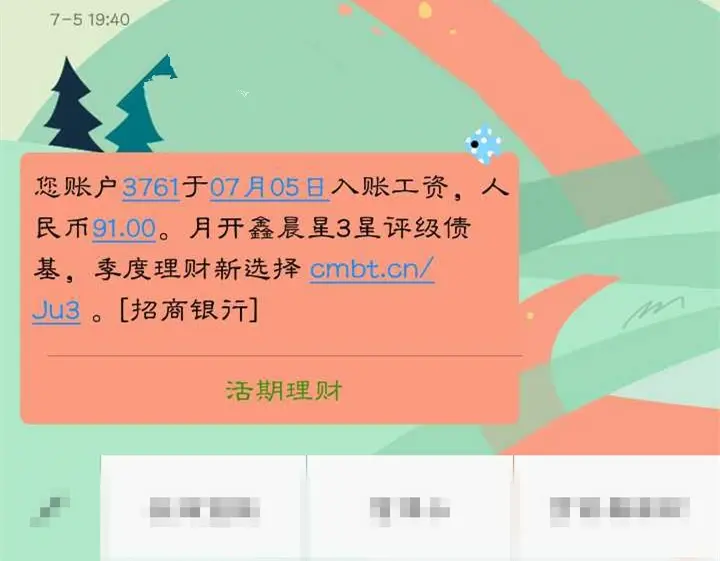 7-5 19:40
您账户3761于07月05日入账工资，人
民币91.00。月开鑫晨星3星评级债
基，季度理财新选择 cmbt.cn/
Ju3 。[招商银行]
活期理财